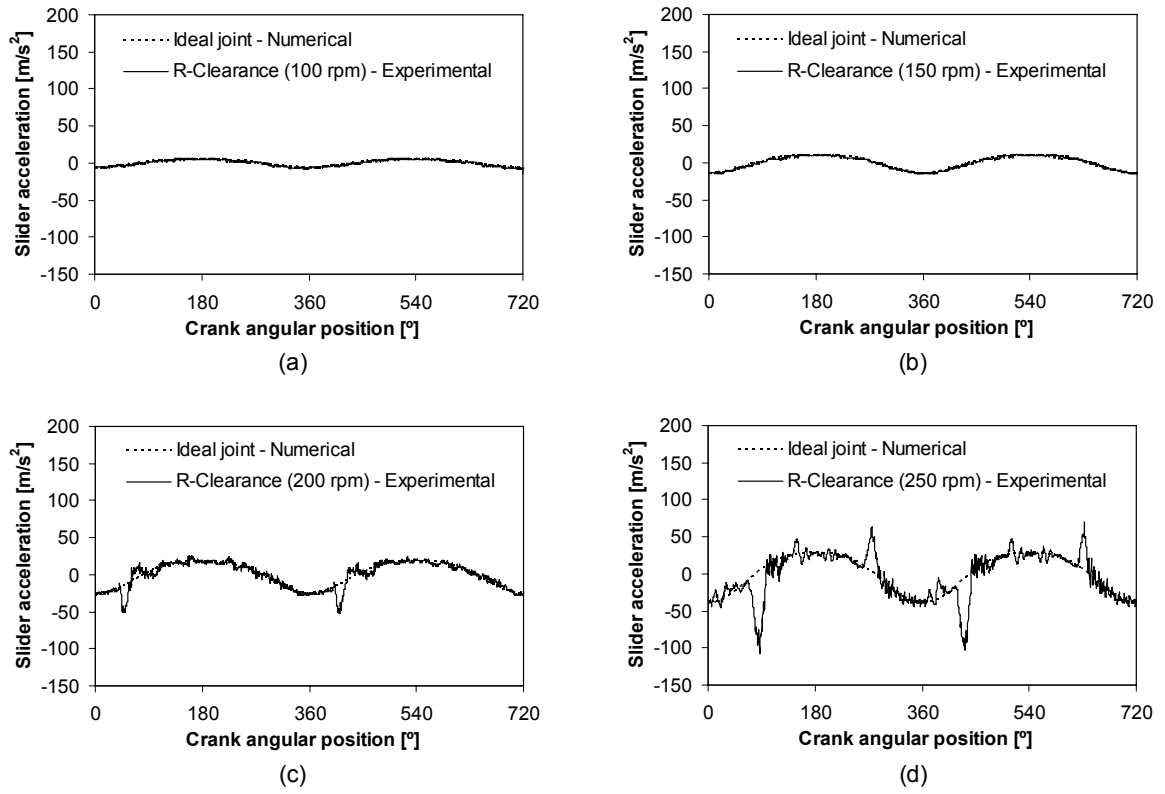 200
150
100
50
0
-50
-100
-150
Slider acceleration [m/s²]
Ideal joint - Numerical
R-Clearance (100 rpm) - Experimental
0 180 360 540 720
Crank angular position [º]
(a)
200
150
100
50
0
-50
-100
-150
Slider acceleration [m/s²]
Ideal joint - Numerical
R-Clearance (150 rpm) - Experimental
0 180 360 540 720
Crank angular position [º]
(b)
200
150
100
50
0
-50
-100
-150
Slider acceleration [m/s²]
Ideal joint - Numerical
R-Clearance (200 rpm) - Experimental
0 180 360 540 720
Crank angular position [º]
(c)
200
150
100
50
0
-50
-100
-150
Slider acceleration [m/s²]
Ideal joint - Numerical
R-Clearance (250 rpm) - Experimental
0 180 360 540 720
Crank angular position [º]
(d)